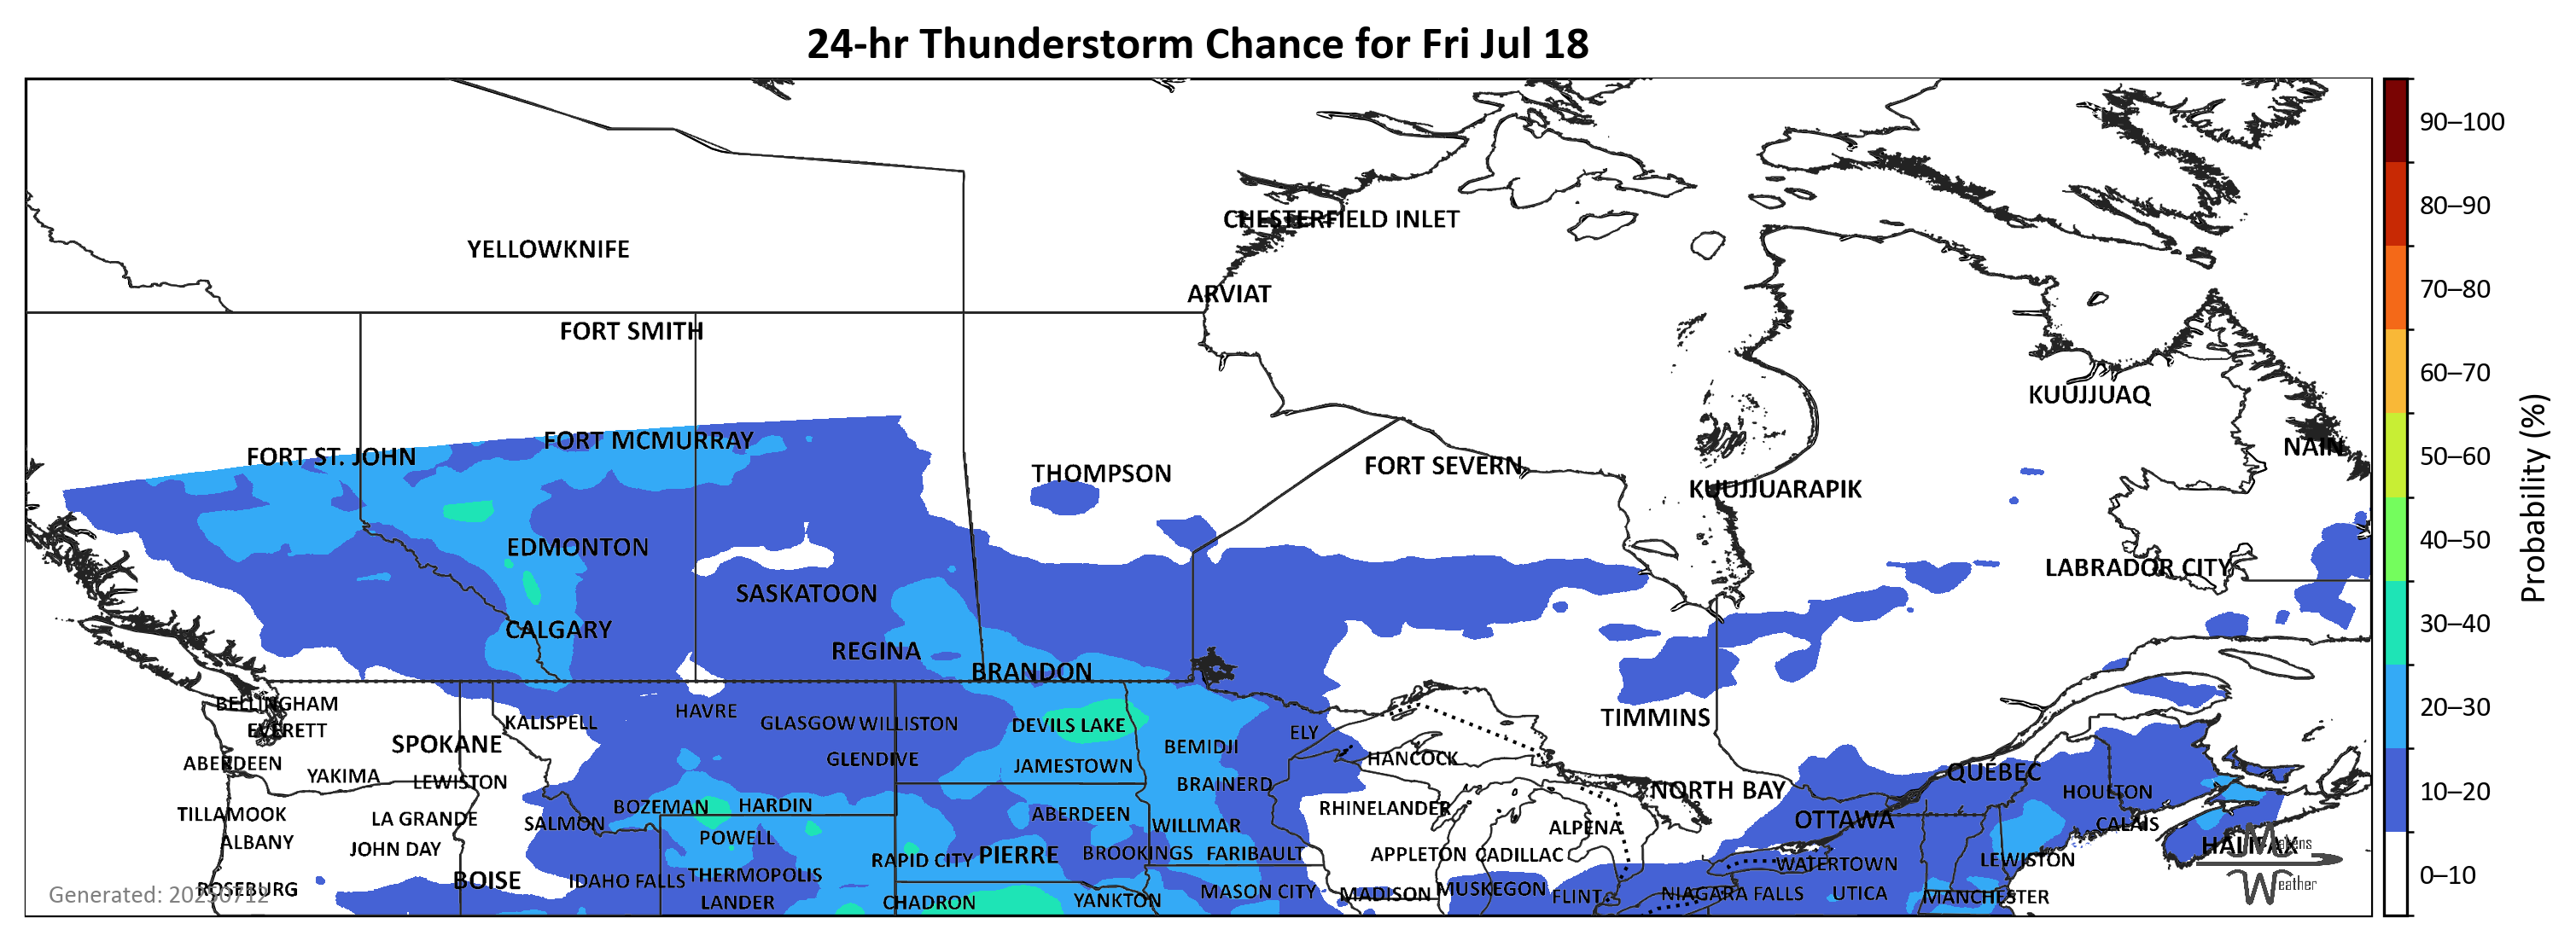 24-hr Thunderstorm Chance for Fri Jul 18
90–100
80–90
CHESTERFIELD INLET
YELLOWKNIFE
70–80
ARVIAT
FORT SMITH
60–70
KUUJJUAQ
Probability (%)
FORT MCMURRAY
NAIN
50–60
FORT ST. JOHN
FORT SEVERN
THOMPSON
KUUJJUARAPIK
40–50
EDMONTON
LABRADOR CITY
SASKATOON
30–40
CALGARY
REGINA
BRANDON
BELLINGHAM
20–30
HAVRE
TIMMINS
KALISPELL
GLASGOW WILLISTON
DEVILS LAKE
EVERETT
ELY
SPOKANE
BEMIDJI
GLENDIVE
HANCOCK
ABERDEEN
JAMESTOWN
QUÉBEC
YAKIMA
LEWISTON
BRAINERD
NORTH BAY
HOULTON
10–20
BOZEMAN
HARDIN
RHINELANDER
TILLAMOOK
LA GRANDE
ABERDEEN
OTTAWA
SALMON
WILLMAR
ALPENA
CALAIS
ALBANY
POWELL
JOHN DAY
HALIFAX
RAPID CITY
PIERRE
BROOKINGS
FARIBAULT
APPLETON
CADILLAC
WATERTOWN
LEWISTON
0–10
BOISE
IDAHO FALLS
THERMOPOLIS
ROSEBURG
MASON CITY
MADISON
MUSKEGON
FLINT
NIAGARA FALLS
UTICA
MANCHESTER
Generated: 20250712
LANDER
CHADRON
YANKTON
Weather